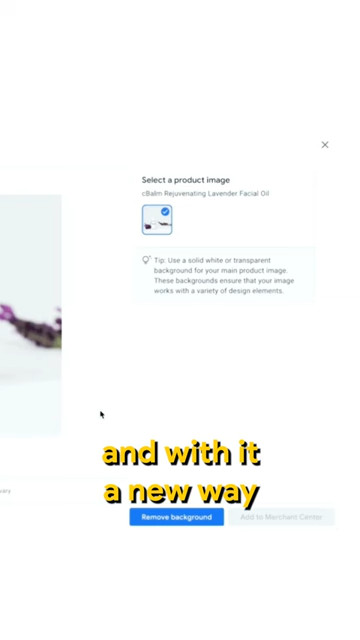 Select a product image
cBalm Rejuvenating Lavender Facial Oil
Tip: Use a solid white or transparent
background for your main product image.
These backgrounds ensure that your image
works with a variety of design elements.
and with it
a new way
Remove background
Add to Merchant Center